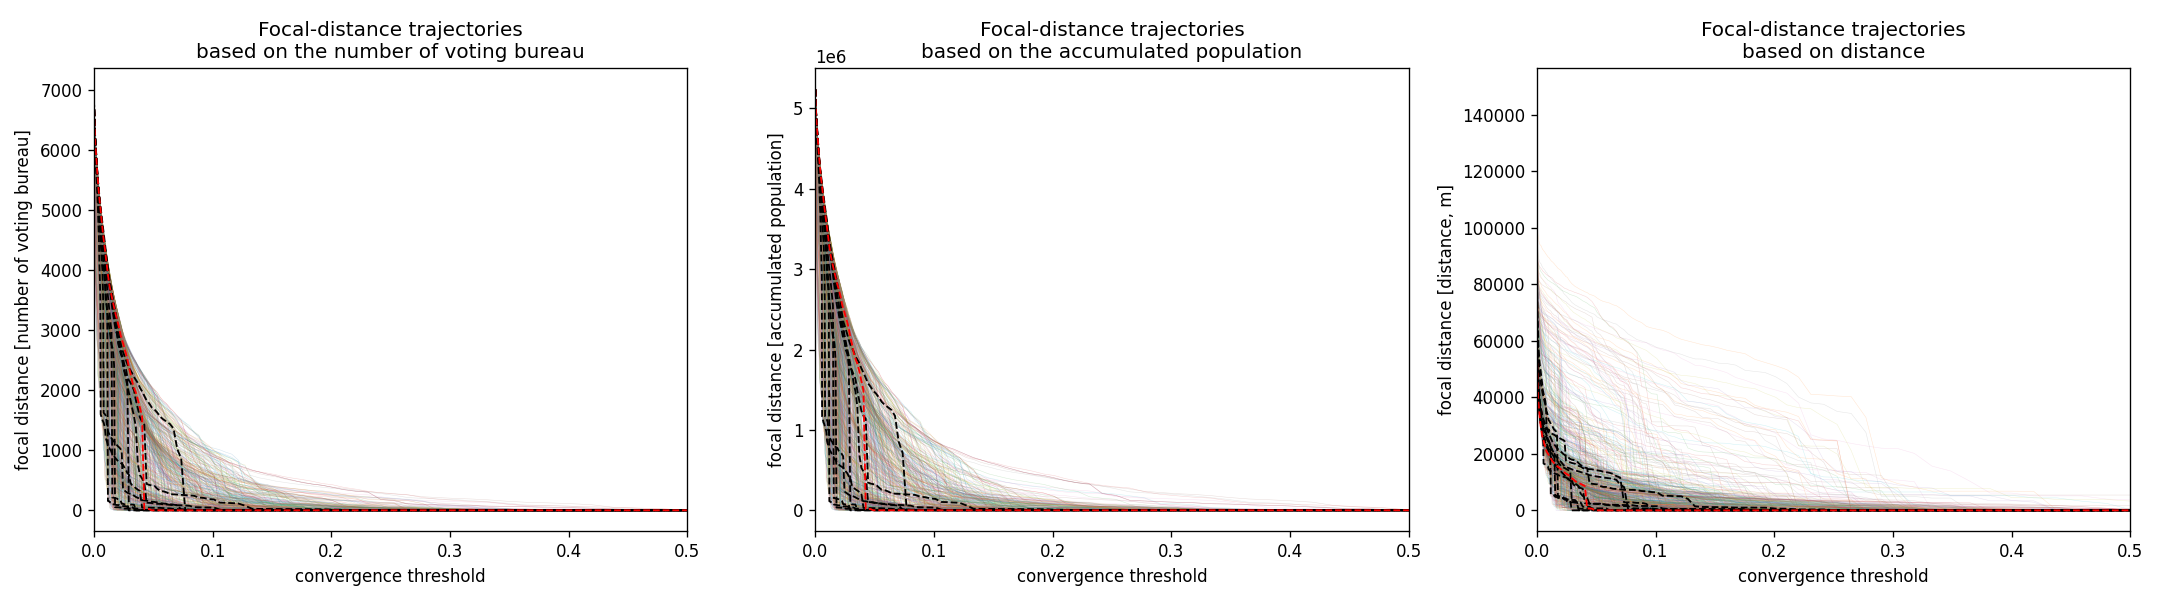 Focal-distance trajectories
based on the number of voting bureau
focal distance [number of voting bureau]
7000
6000
5000
4000
3000
2000
1000
0
0.0 0.1 0.2 0.3 0.4 0.5
convergence threshold
Focal-distance trajectories
based on the accumulated population
1e6
focal distance [accumulated population]
5
4
3
2
1
0
0.0 0.1 0.2 0.3 0.4 0.5
convergence threshold
Focal-distance trajectories
based on distance
focal distance [distance, m]
140000
120000
100000
80000
60000
40000
20000
0
0.0 0.1 0.2 0.3 0.4 0.5
convergence threshold